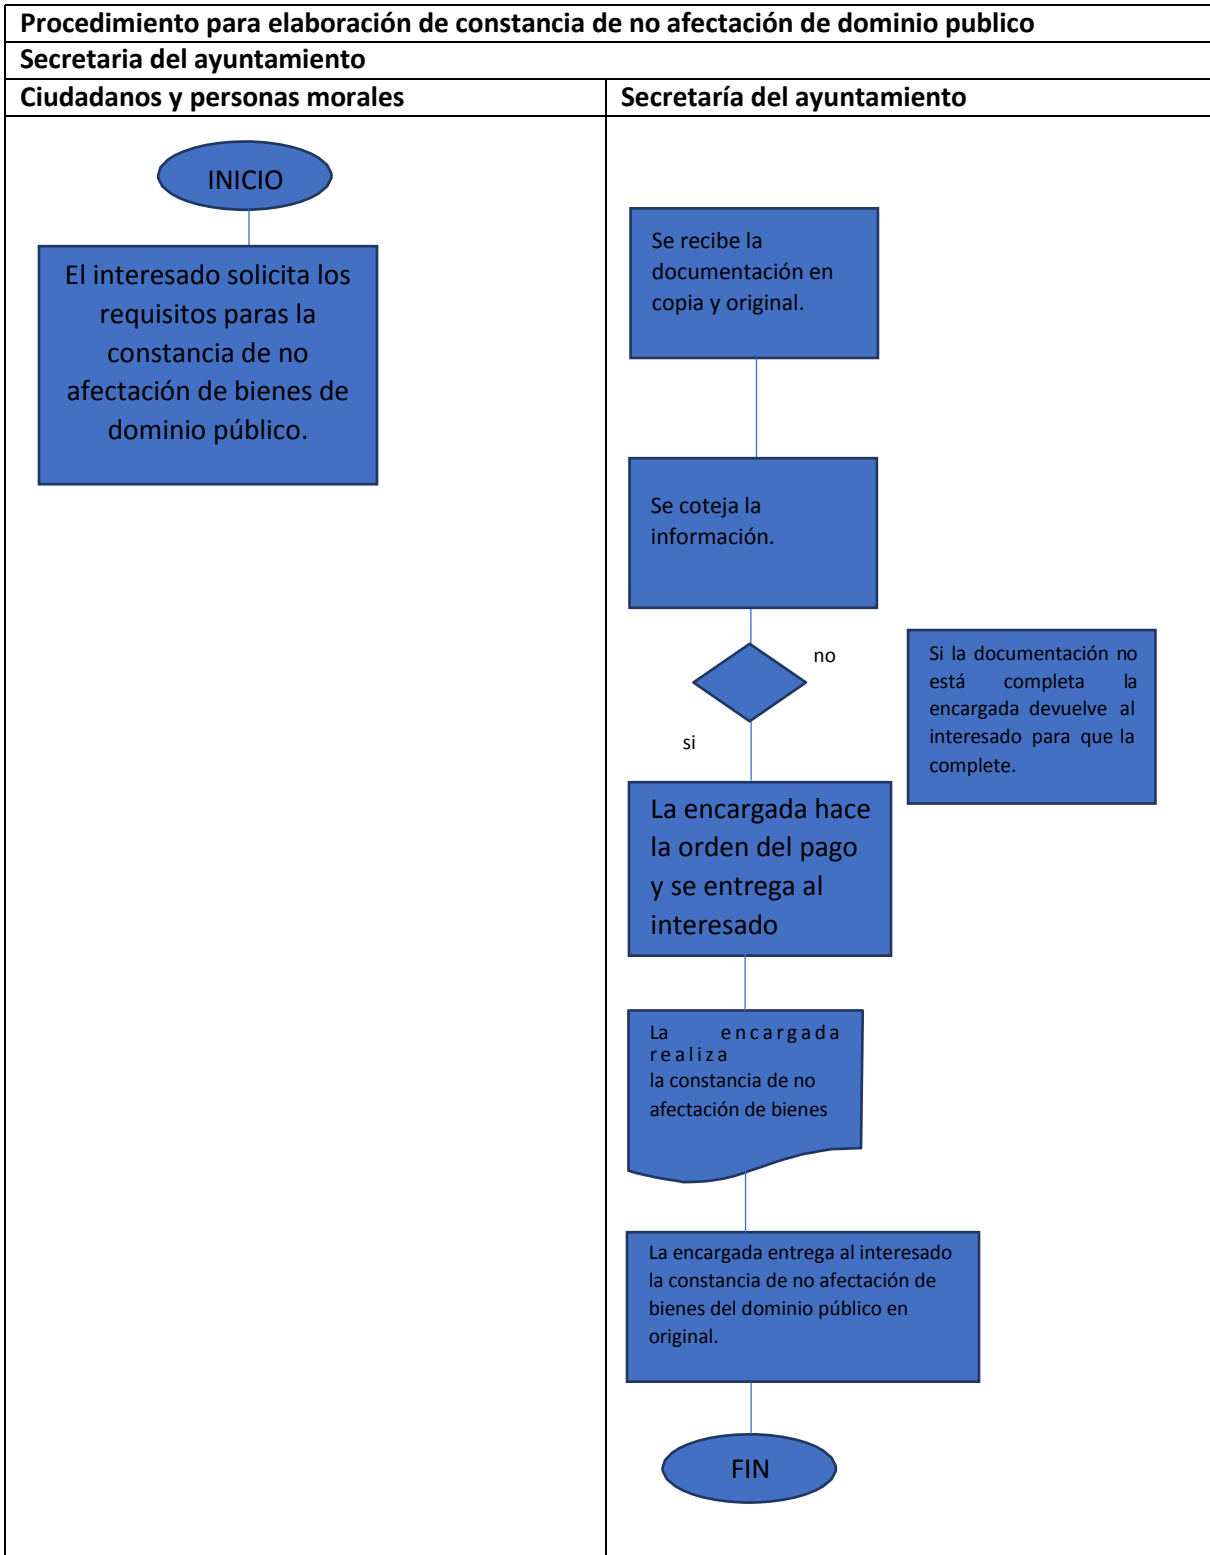 Procedimiento para elaboración de constancia de no afectación de dominio publico
Secretaria del ayuntamiento
Ciudadanos y personas morales
Secretaría del ayuntamiento
INICIO
El interesado solicita los
requisitos paras la
constancia de no
afectación de bienes de
dominio público.
Se recibe la
documentación en
copia y original.
Se coteja la
información.
no
si
Si la documentación no
está completa la
encargada devuelve al
interesado para que la
complete.
La encargada hace
la orden del pago
y se entrega al
interesado
La encargada
realiza
la constancia de no
afectación de bienes
La encargada entrega al interesado
la constancia de no afectación de
bienes del dominio público en
original.
FIN